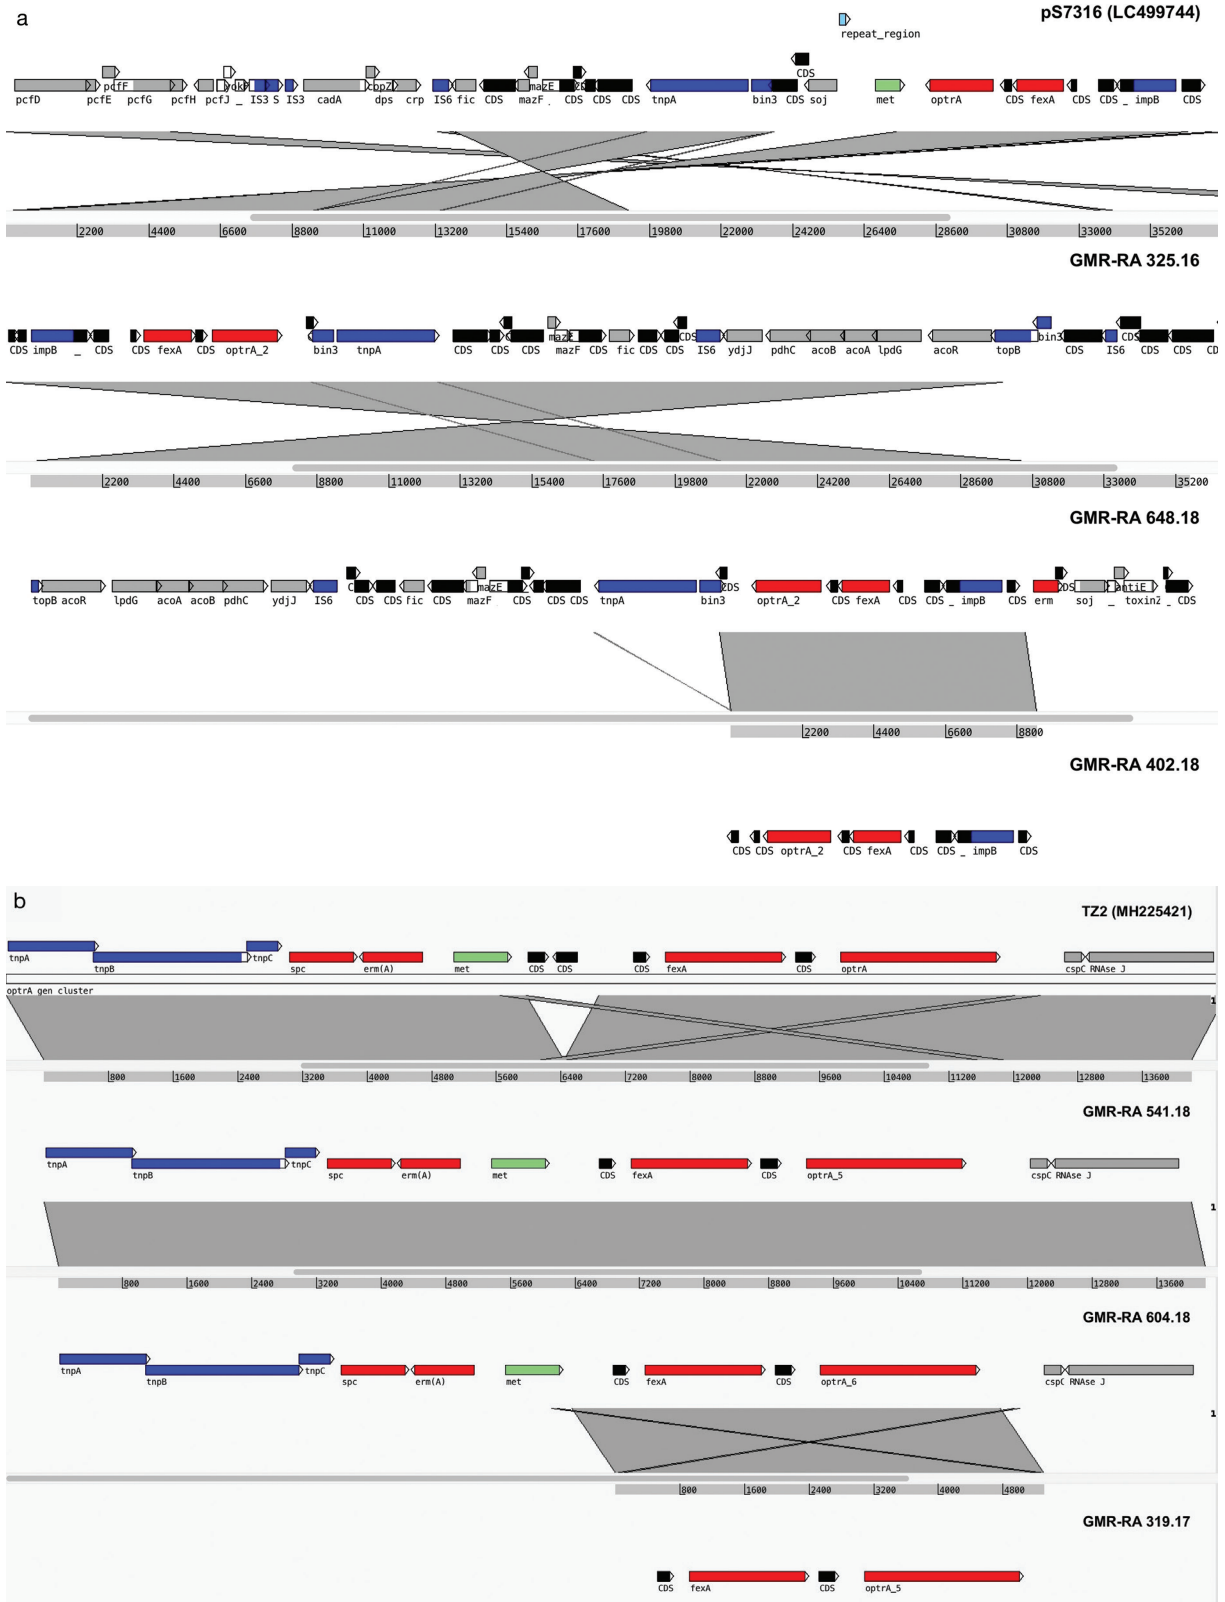 a
pS7316 (LC499744)
repeat_region
pcfF CDS
pcfD pcfE pcfG pcfH pcfJ _ IS3 S IS3 cadA dps crp IS6 fic CDS mazF CDS CDS CDS tnpA bin3 CDS soj met optrA CDS fexA CDS CDS _ impB CDS
2200 4400 6600 8800 11000 13200 15400 17600 19800 22000 24200 26400 28600 30800 33000 35200
GMR-RA 325.16
CDS impB _ CDS CDS fexA CDS optrA_2 bin3 tnpA CDS CDS CDS mazF CDS fic CDS CDS CDS IS6 ydjJ pdhC acoB acoA lpdG acoR topB bin3 CDS IS6 CDS CDS
2200 4400 6600 8800 11000 13200 15400 17600 19800 22000 24200 26400 28600 30800 33000 35200
GMR-RA 648.18
topB acoR lpdG acoA acoB pdhC ydjJ IS6 CDS CDS fic CDS mazF mazE CDS CDS CDS tnpA bin3 CDS optrA_2 CDS fexA CDS CDS _ impB CDS erm soj _ antiE toxinZ _ CDS
2200 4400 6600 8800
GMR-RA 402.18
CDS CDS optrA_2 CDS fexA CDS CDS _ impB CDS
b
TZ2 (MH225421)
tnpA tnpB tnpC spc erm(A) met CDS CDS CDS fexA CDS optrA cspC RNAse J
optrA gen cluster
1
800 1600 2400 3200 4000 4800 5600 6400 7200 8000 8800 9600 10400 11200 12000 12800 13600
GMR-RA 541.18
tnpA tnpB tnpC spc erm(A) met CDS fexA CDS optrA_5 cspC RNAse J
1
800 1600 2400 3200 4000 4800 5600 6400 7200 8000 8800 9600 10400 11200 12000 12800 13600
GMR-RA 604.18
tnpA tnpB tnpC spc erm(A) met CDS fexA CDS optrA_6 cspC RNAse J
1
800 1600 2400 3200 4000 4800
GMR-RA 319.17
CDS fexA CDS optrA_5